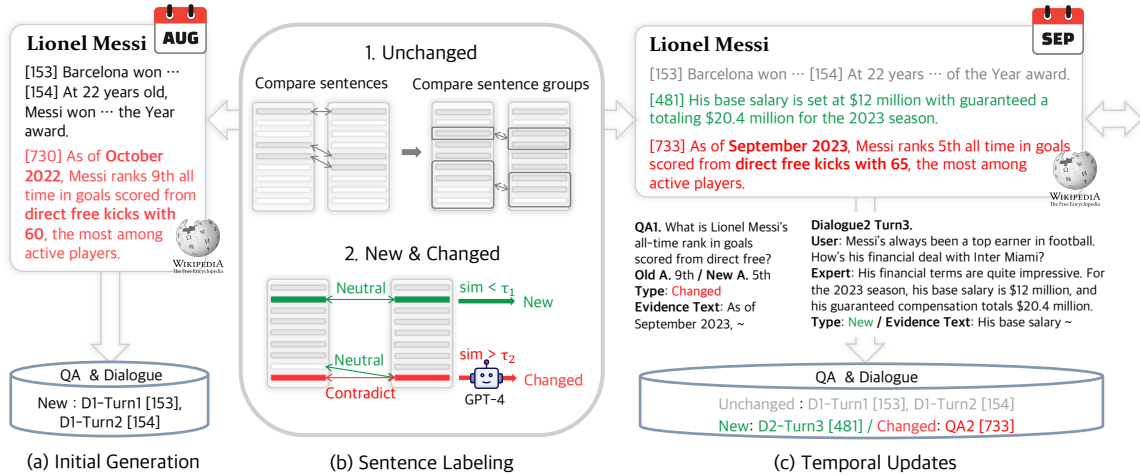 Lionel Messi
AUG
[153] Barcelona won ⋯
[154] At 22 years old,
Messi won ⋯ the Year
award.
[730] As of October
2022, Messi ranks 9th all
time in goals scored from
direct free kicks with
60, the most among
active players.
WIKIPEDIA
The Free Encyclopedia
QA & Dialogue
New : D1-Turn1 [153],
D1-Turn2 [154]
(a) Initial Generation
1. Unchanged
Compare sentences
Compare sentence groups
2. New & Changed
Neutral
sim < τ1
New
Neutral
sim > τ2
Contradict
Changed
GPT-4
(b) Sentence Labeling
Lionel Messi
SEP
[153] Barcelona won ⋯ [154] At 22 years ⋯ of the Year award.
[481] His base salary is set at $12 million with guaranteed a
totaling $20.4 million for the 2023 season.
[733] As of September 2023, Messi ranks 5th all time in goals
scored from direct free kicks with 65, the most among
active players.
WIKIPEDIA
The Free Encyclopedia
QA1. What is Lionel Messi's
all-time rank in goals
scored from direct free?
Old A. 9th / New A. 5th
Type: Changed
Evidence Text: As of
September 2023, ~
Dialogue2 Turn3.
User: Messi's always been a top earner in football.
How's his financial deal with Inter Miami?
Expert: His financial terms are quite impressive. For
the 2023 season, his base salary is $12 million, and
his guaranteed compensation totals $20.4 million.
Type: New / Evidence Text: His base salary ~
QA & Dialogue
Unchanged : D1-Turn1 [153], D1-Turn2 [154]
New: D2-Turn3 [481] / Changed: QA2 [733]
(c) Temporal Updates